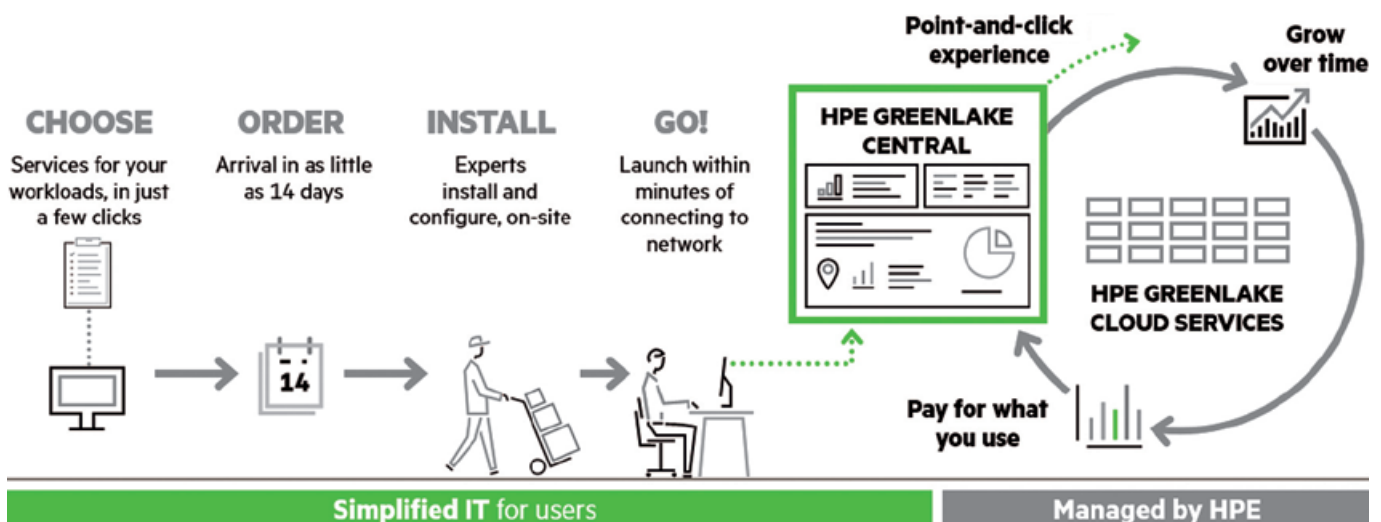 CHOOSE
Services for your
workloads, in just
a few clicks
ORDER
Arrival in as little
as 14 days
14
INSTALL
Experts
install and
configure, on-site
GO!
Launch within
minutes of
connecting to
network
HPE GREENLAKE
CENTRAL
Point-and-click
experience
Grow
over time
HPE GREENLAKE
CLOUD SERVICES
Pay for what
you use
Simplified IT for users
Managed by HPE